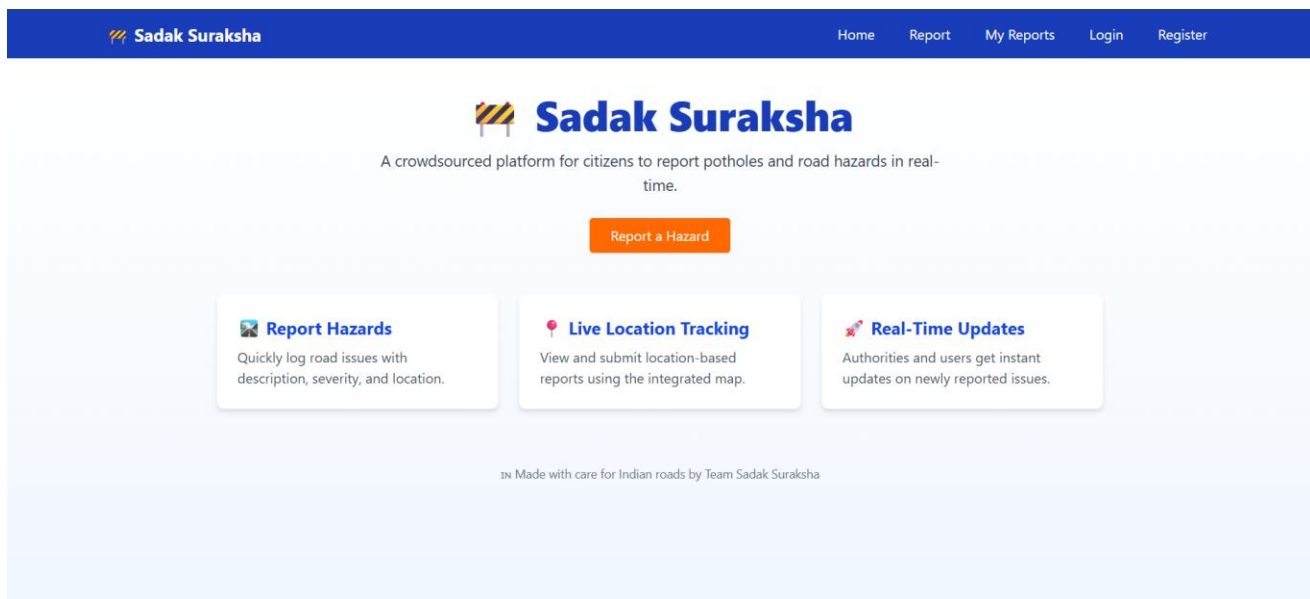 🚧 Sadak Suraksha
Home Report My Reports Login Register
🚧 Sadak Suraksha
A crowdsourced platform for citizens to report potholes and road hazards in real-
time.
Report a Hazard
🛣️ Report Hazards
Quickly log road issues with
description, severity, and location.
📍 Live Location Tracking
View and submit location-based
reports using the integrated map.
🚀 Real-Time Updates
Authorities and users get instant
updates on newly reported issues.
IN Made with care for Indian roads by Team Sadak Suraksha